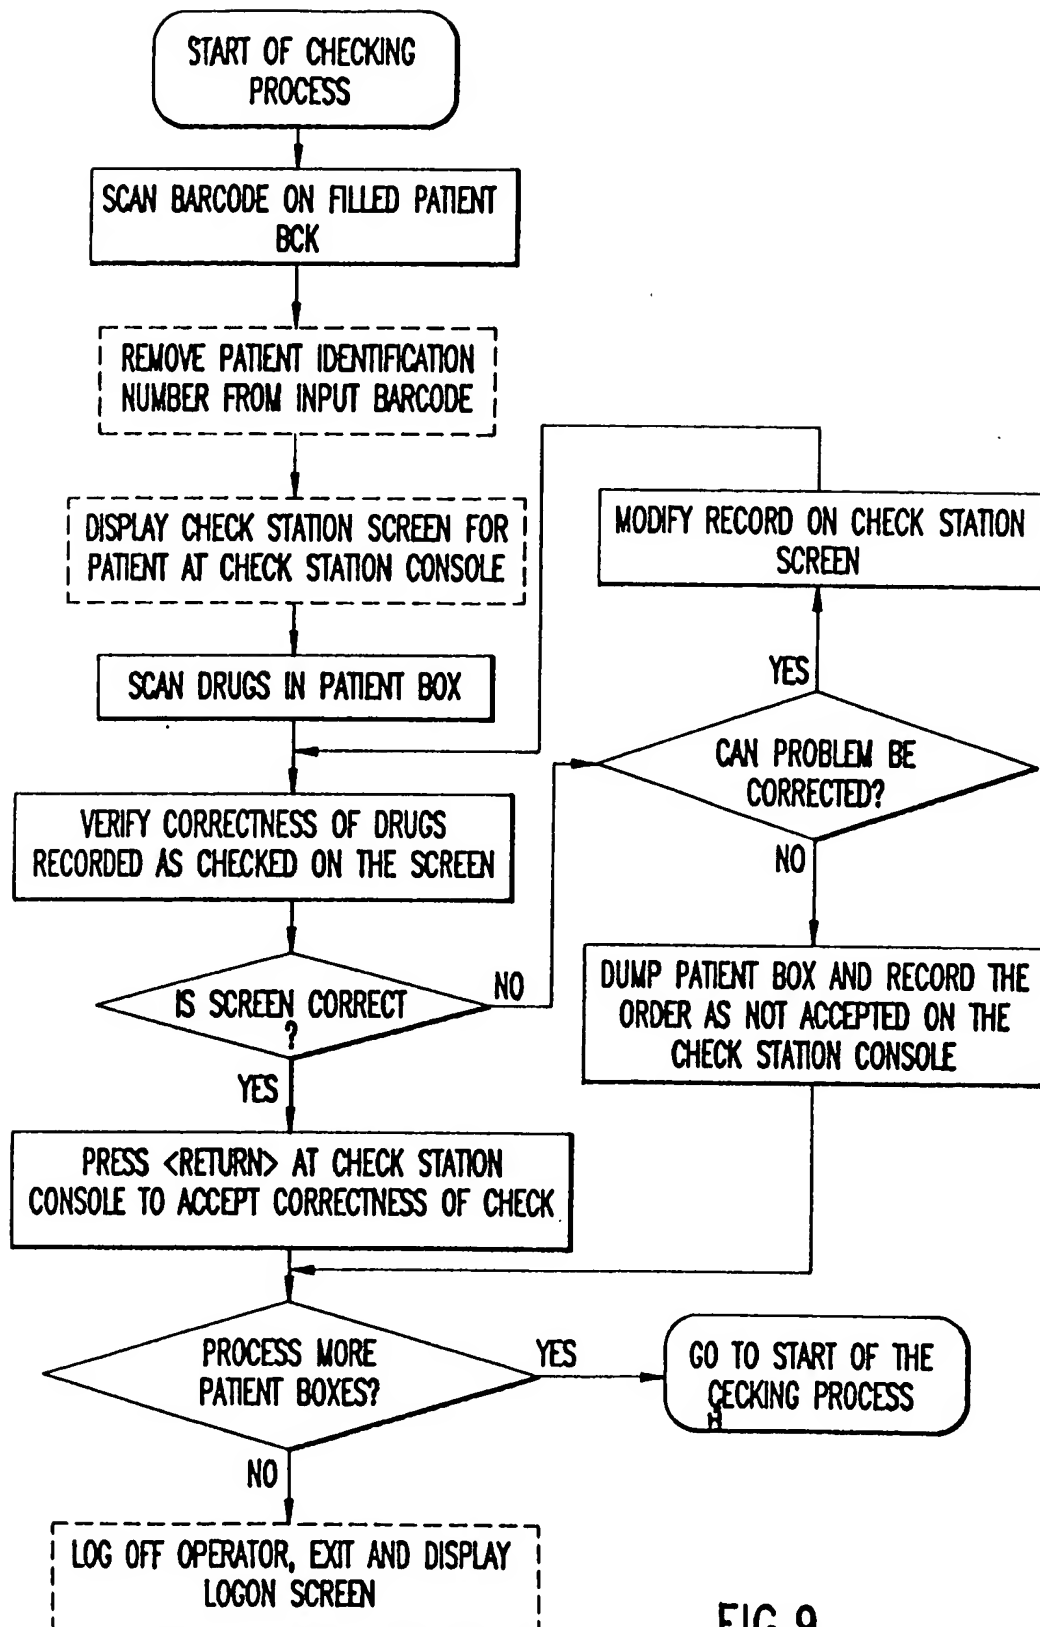 START OF CHECKING
PROCESS
SCAN BARCODE ON FILLED PATIENT
BCK
REMOVE PATIENT IDENTIFICATION
NUMBER FROM INPUT BARCODE
DISPLAY CHECK STATION SCREEN FOR
PATIENT AT CHECK STATION CONSOLE
SCAN DRUGS IN PATIENT BOX
VERIFY CORRECTNESS OF DRUGS
RECORDED AS CHECKED ON THE SCREEN
IS SCREEN CORRECT
?
NO
YES
MODIFY RECORD ON CHECK STATION
SCREEN
YES
CAN PROBLEM BE
CORRECTED?
NO
DUMP PATIENT BOX AND RECORD THE
ORDER AS NOT ACCEPTED ON THE
CHECK STATION CONSOLE
PRESS <RETURN> AT CHECK STATION
CONSOLE TO ACCEPT CORRECTNESS OF CHECK
PROCESS MORE
PATIENT BOXES?
YES
GO TO START OF THE
CECKING PROCESS
H
NO
LOG OFF OPERATOR, EXIT AND DISPLAY
LOGON SCREEN
FIG. 9